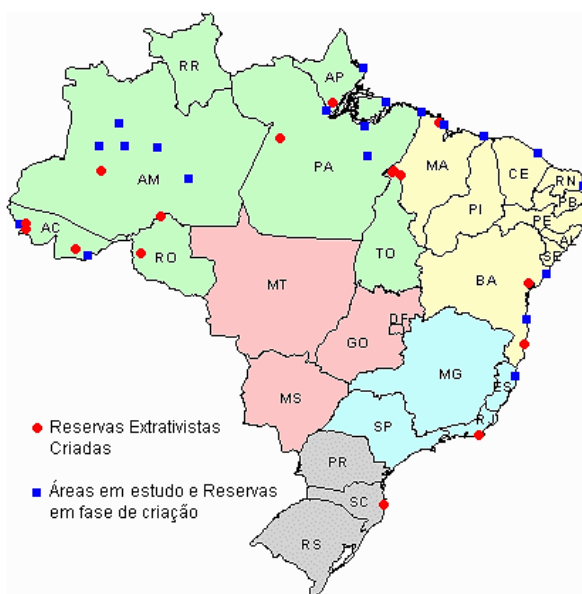 RR
AP
AM
PA
MA
CE
RN
PB
PE
AL
SE
PI
AC
RO
TO
BA
MT
DF
GO
MG
ES
MS
SP
RJ
PR
SC
RS
Reservas Extrativistas
Criadas
Áreas em estudo e Reservas
em fase de criação